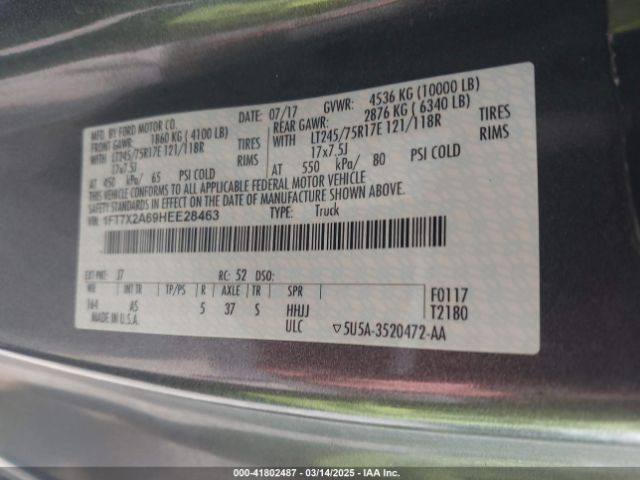 MFD. BY FORD MOTOR CO.
DATE: 07/17 GVWR: 4536 KG (10000 LB)
FRONT GAWR: 1860 KG (4100 LB)
REAR GAWR: 2876 KG (6340 LB)
WITH LT245/75R17E 121/118R TIRES
WITH LT245/75R17E 121/118R TIRES
17x7.5J RIMS
17x7.5J RIMS
AT 450 kPa/ 65 PSI COLD
AT 550 kPa/ 80 PSI COLD
THIS VEHICLE CONFORMS TO ALL APPLICABLE FEDERAL MOTOR VEHICLE
SAFETY STANDARDS IN EFFECT ON THE DATE OF MANUFACTURE SHOWN ABOVE.
VIN: 1FT7X2A69HEE28463
TYPE: Truck
EXT PNT: J7 RC: 52 DSO:
WB INT TR TP/PS R AXLE TR SPR
164 AS 5 37 S HHJJ
F0117
T2180
MADE IN U.S.A. ULC ▽5U5A-3520472-AA
000-41802487 - 03/14/2025 - IAA Inc.